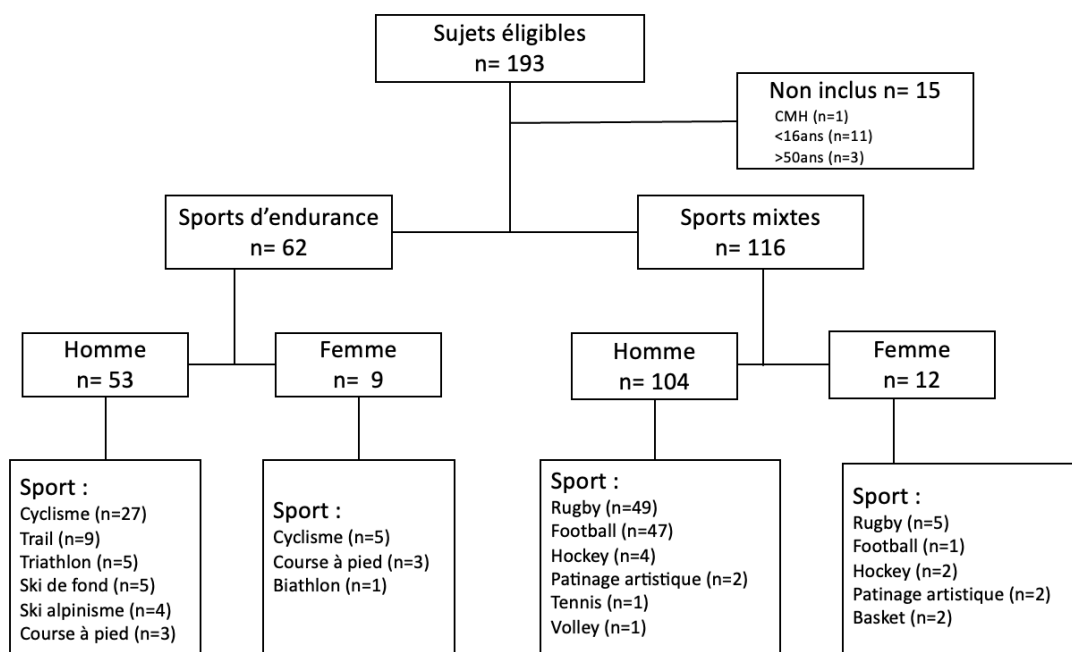 Sujets éligibles
n= 193
Non inclus n= 15
CMH (n=1)
<16ans (n=11)
>50ans (n=3)
Sports d’endurance
n= 62
Sports mixtes
n= 116
Homme
n= 53
Femme
n= 9
Homme
n= 104
Femme
n= 12
Sport :
Cyclisme (n=27)
Trail (n=9)
Triathlon (n=5)
Ski de fond (n=5)
Ski alpinisme (n=4)
Course à pied (n=3)
Sport :
Cyclisme (n=5)
Course à pied (n=3)
Biathlon (n=1)
Sport :
Rugby (n=49)
Football (n=47)
Hockey (n=4)
Patinage artistique (n=2)
Tennis (n=1)
Volley (n=1)
Sport :
Rugby (n=5)
Football (n=1)
Hockey (n=2)
Patinage artistique (n=2)
Basket (n=2)